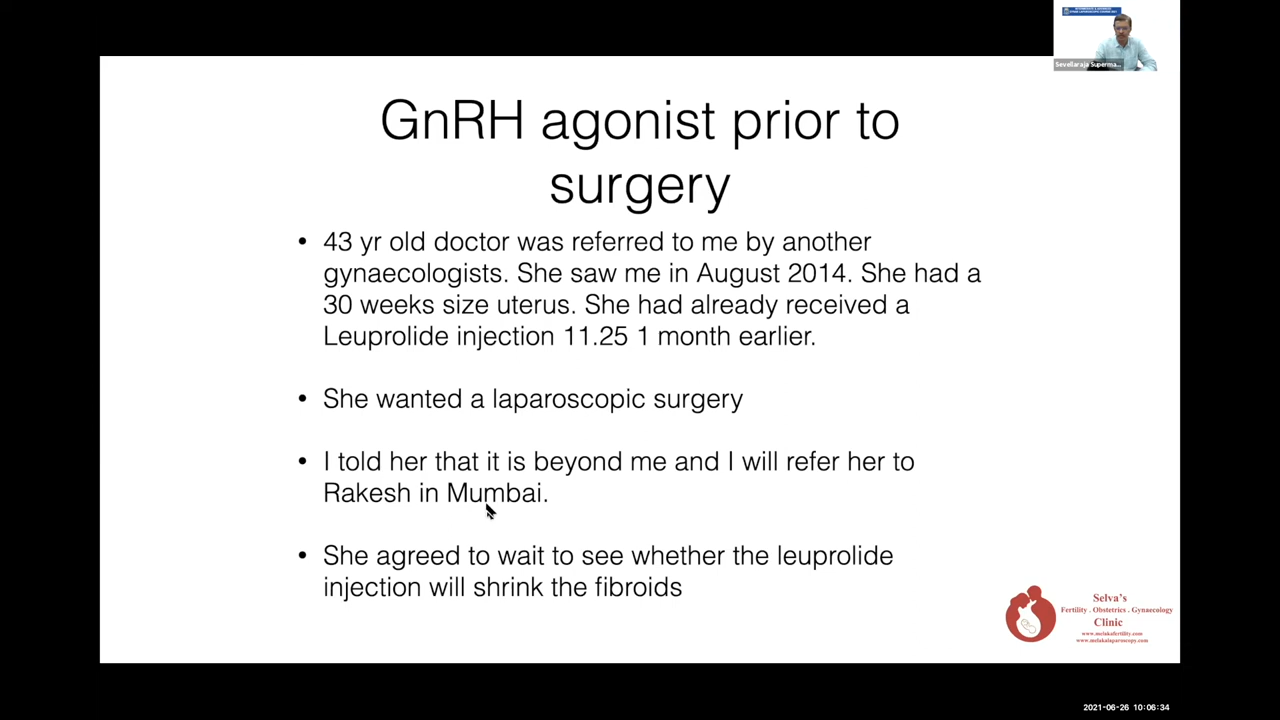 GnRH agonist prior to
surgery
• 43 yr old doctor was referred to me by another
gynaecologists. She saw me in August 2014. She had a
30 weeks size uterus. She had already received a
Leuprolide injection 11.25 1 month earlier.
• She wanted a laparoscopic surgery
• I told her that it is beyond me and I will refer her to
Rakesh in Mumbai.
• She agreed to wait to see whether the leuprolide
injection will shrink the fibroids
Selva's
Fertility . Obstetrics . Gynaecology
Clinic
www.melakafertility.com
www.melakalaparoscopy.com
Sevellaraja Superma...
2021-06-26 10:06:34